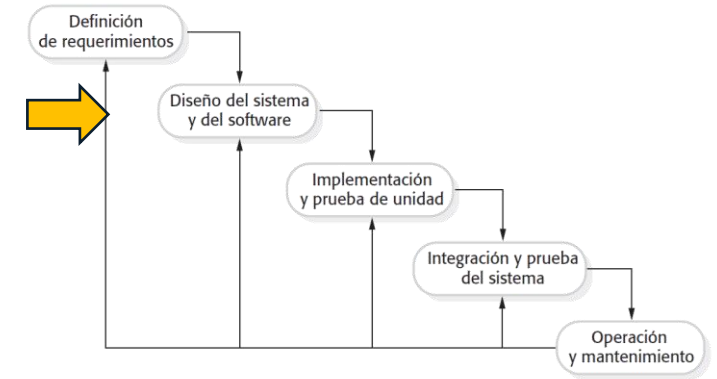 Definición
de requerimientos
Diseño del sistema
y del software
Implementación
y prueba de unidad
Integración y prueba
del sistema
Operación
y mantenimiento